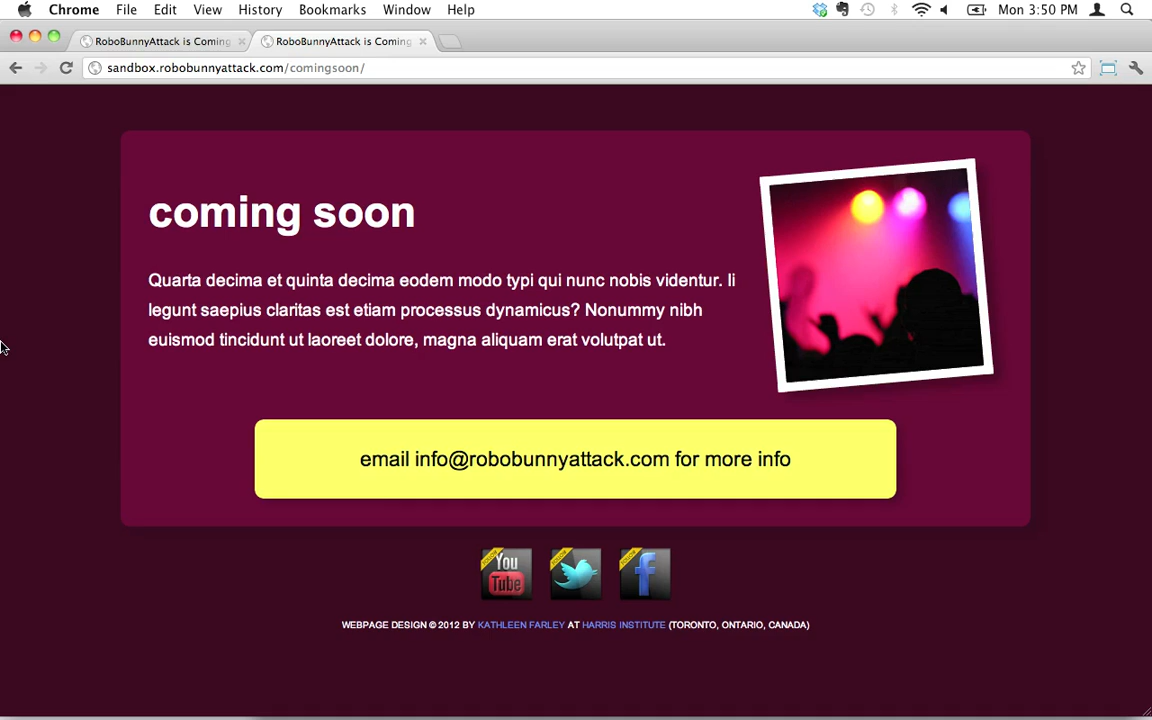 Chrome File Edit View History Bookmarks Window Help Mon 3:50 PM
RoboBunnyAttack is Coming RoboBunnyAttack is Coming
sandbox.robobunnyattack.com/comingsoon/
coming soon
Quarta decima et quinta decima eodem modo typi qui nunc nobis videntur. Ii
legunt saepius claritas est etiam processus dynamicus? Nonummy nibh
euismod tincidunt ut laoreet dolore, magna aliquam erat volutpat ut.
email info@robobunnyattack.com for more info
You
Tube
WEBPAGE DESIGN © 2012 BY KATHLEEN FARLEY AT HARRIS INSTITUTE (TORONTO, ONTARIO, CANADA)